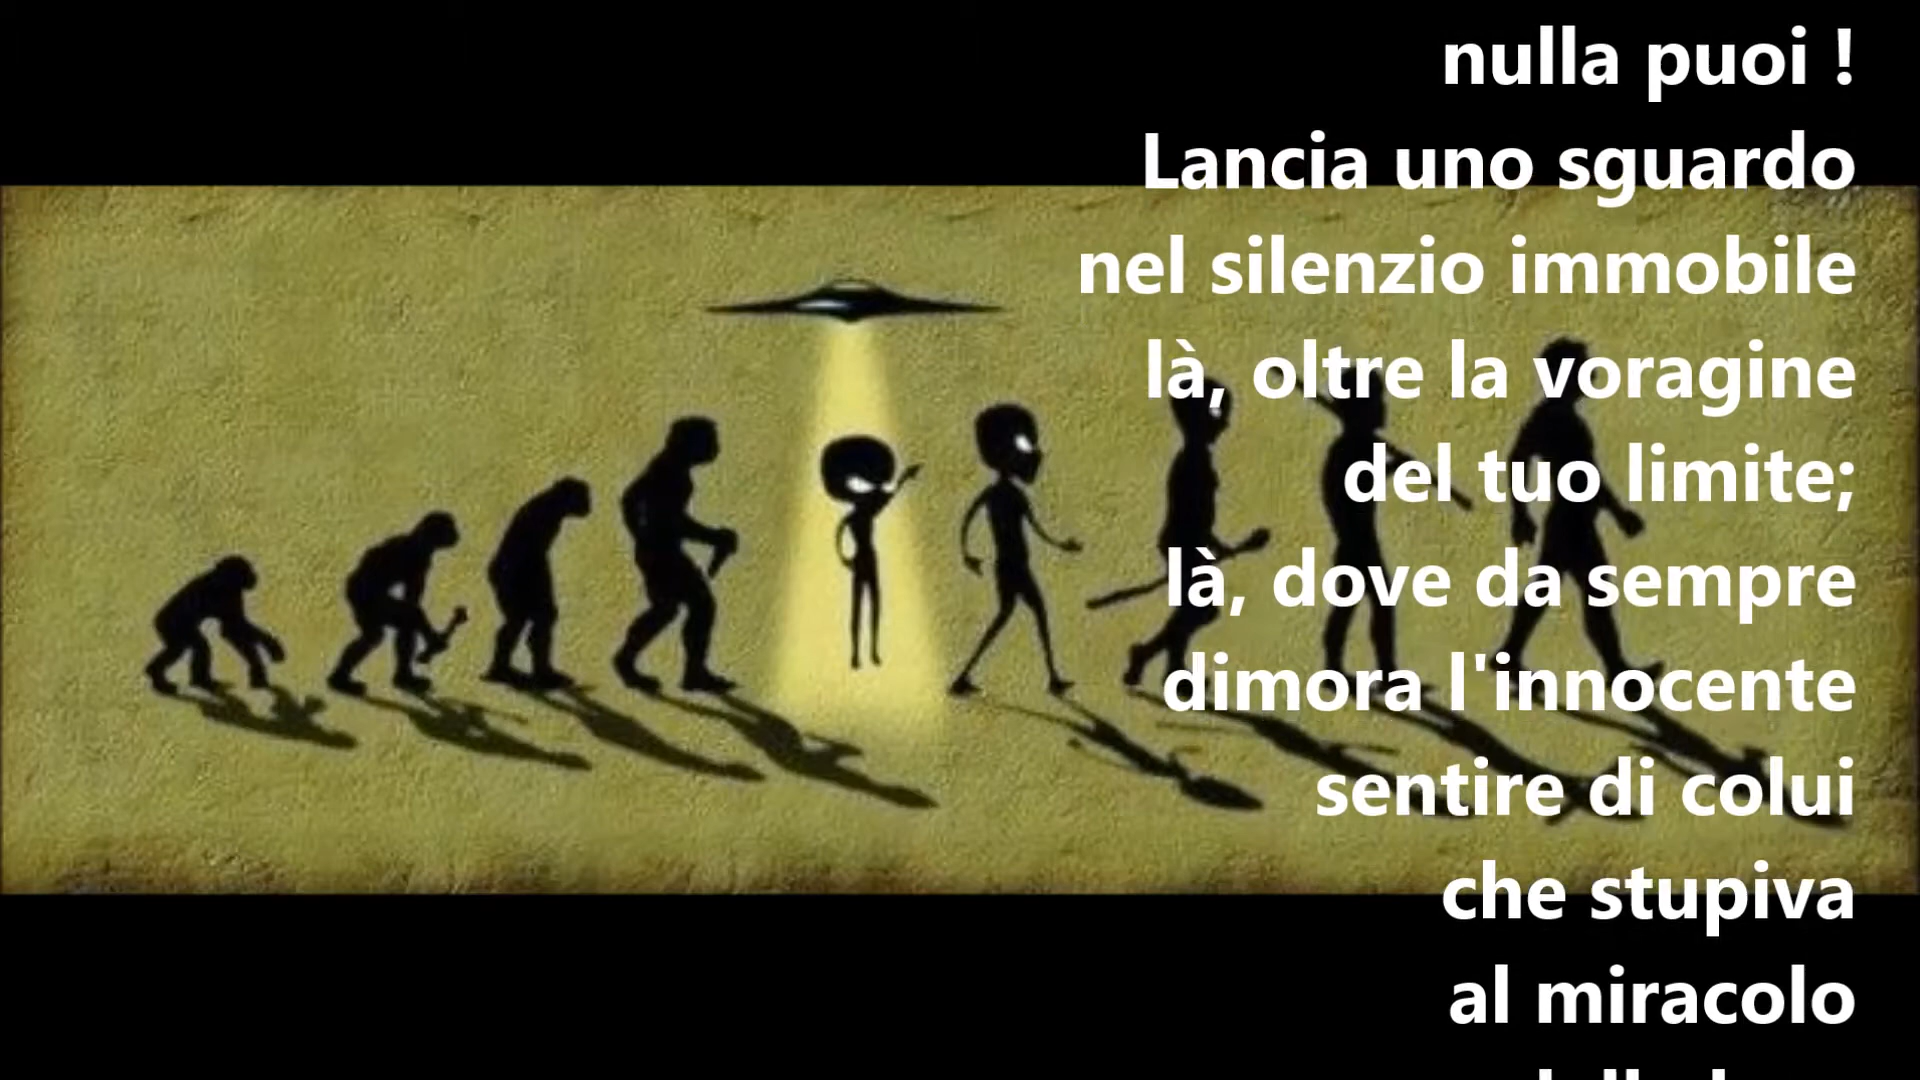 nulla puoi !
Lancia uno sguardo
nel silenzio immobile
là, oltre la voragine
del tuo limite;
là, dove da sempre
dimora l'innocente
sentire di colui
che stupiva
al miracolo